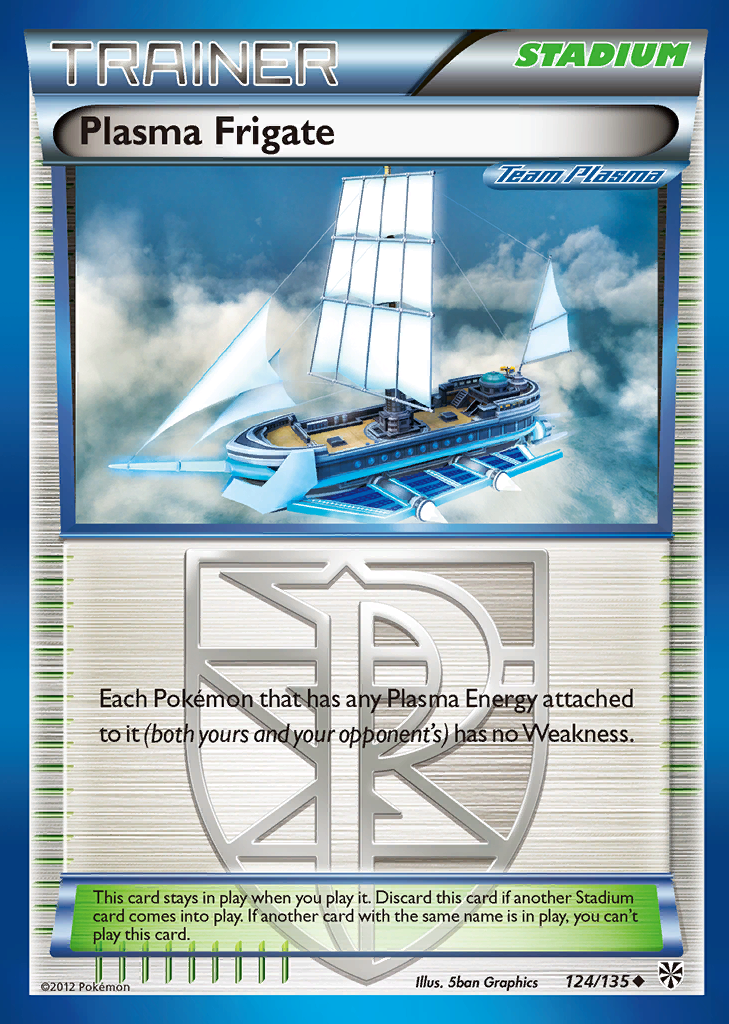 TRAINER
STADIUM
Plasma Frigate
Team Plasma
Each Pokémon that has any Plasma Energy attached
to it (both yours and your opponent's) has no Weakness.
This card stays in play when you play it. Discard this card if another Stadium
card comes into play. If another card with the same name is in play, you can't
play this card.
©2012 Pokémon
Illus. 5ban Graphics
124/135